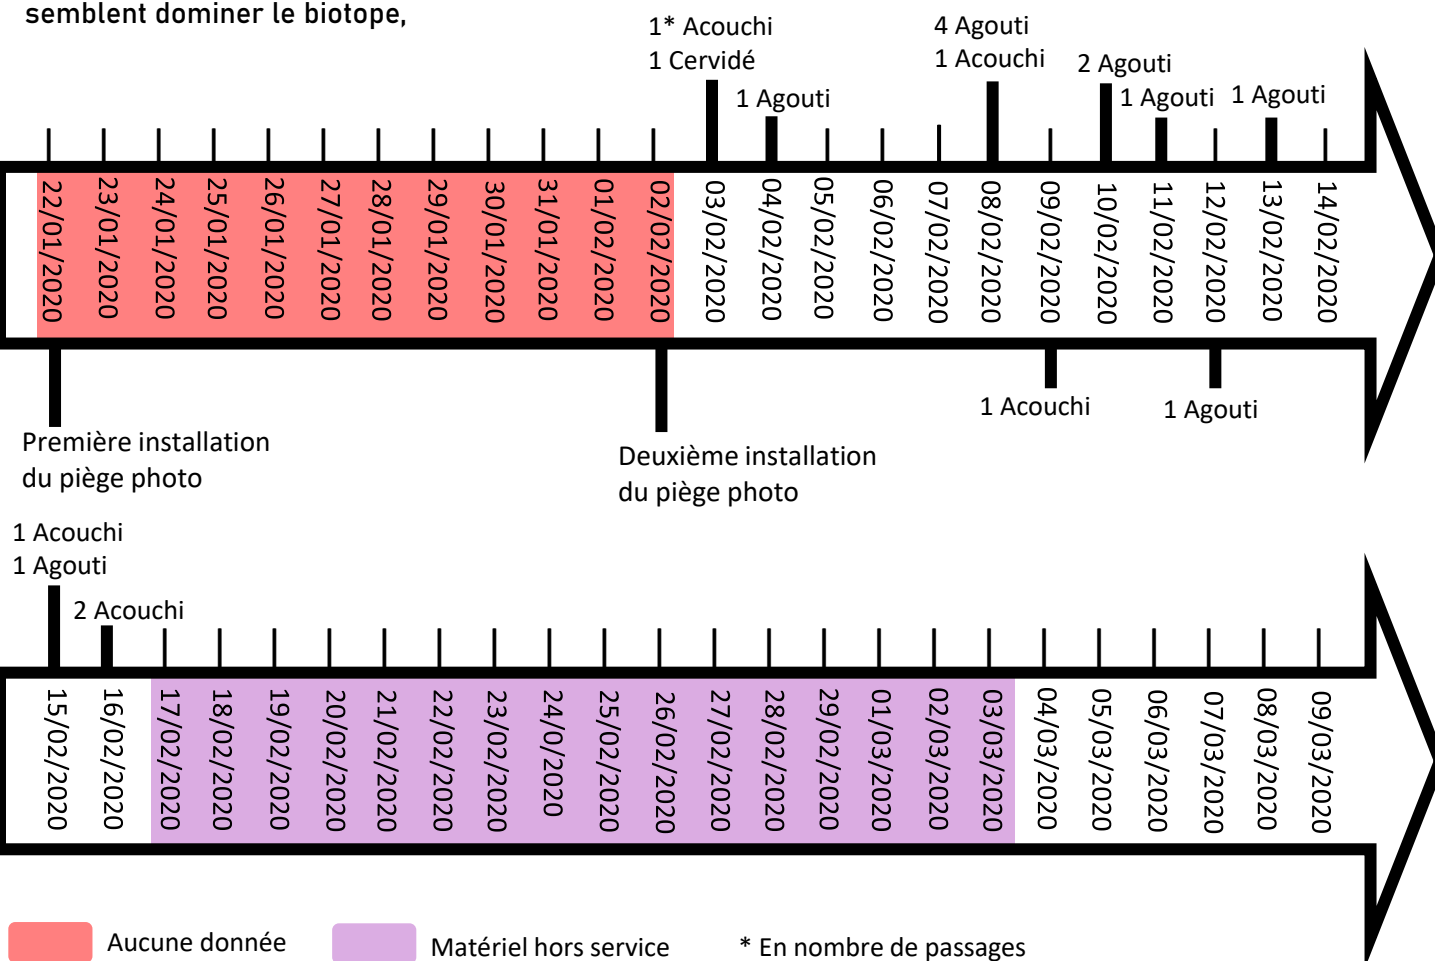 semblent dominer le biotope,
1* Acouchi
1 Cervidé
1 Agouti
4 Agouti
1 Acouchi
2 Agouti
1 Agouti
1 Agouti
22/01/2020
23/01/2020
24/01/2020
25/01/2020
26/01/2020
27/01/2020
28/01/2020
29/01/2020
30/01/2020
31/01/2020
01/02/2020
02/02/2020
03/02/2020
04/02/2020
05/02/2020
06/02/2020
07/02/2020
08/02/2020
09/02/2020
10/02/2020
11/02/2020
12/02/2020
13/02/2020
14/02/2020
1 Acouchi
1 Agouti
Première installation
du piège photo
Deuxième installation
du piège photo
1 Acouchi
1 Agouti
2 Acouchi
15/02/2020
16/02/2020
17/02/2020
18/02/2020
19/02/2020
20/02/2020
21/02/2020
22/02/2020
23/02/2020
24/0/2020
25/02/2020
26/02/2020
27/02/2020
28/02/2020
29/02/2020
01/03/2020
02/03/2020
03/03/2020
04/03/2020
05/03/2020
06/03/2020
07/03/2020
08/03/2020
09/03/2020
Aucune donnée
Matériel hors service
* En nombre de passages